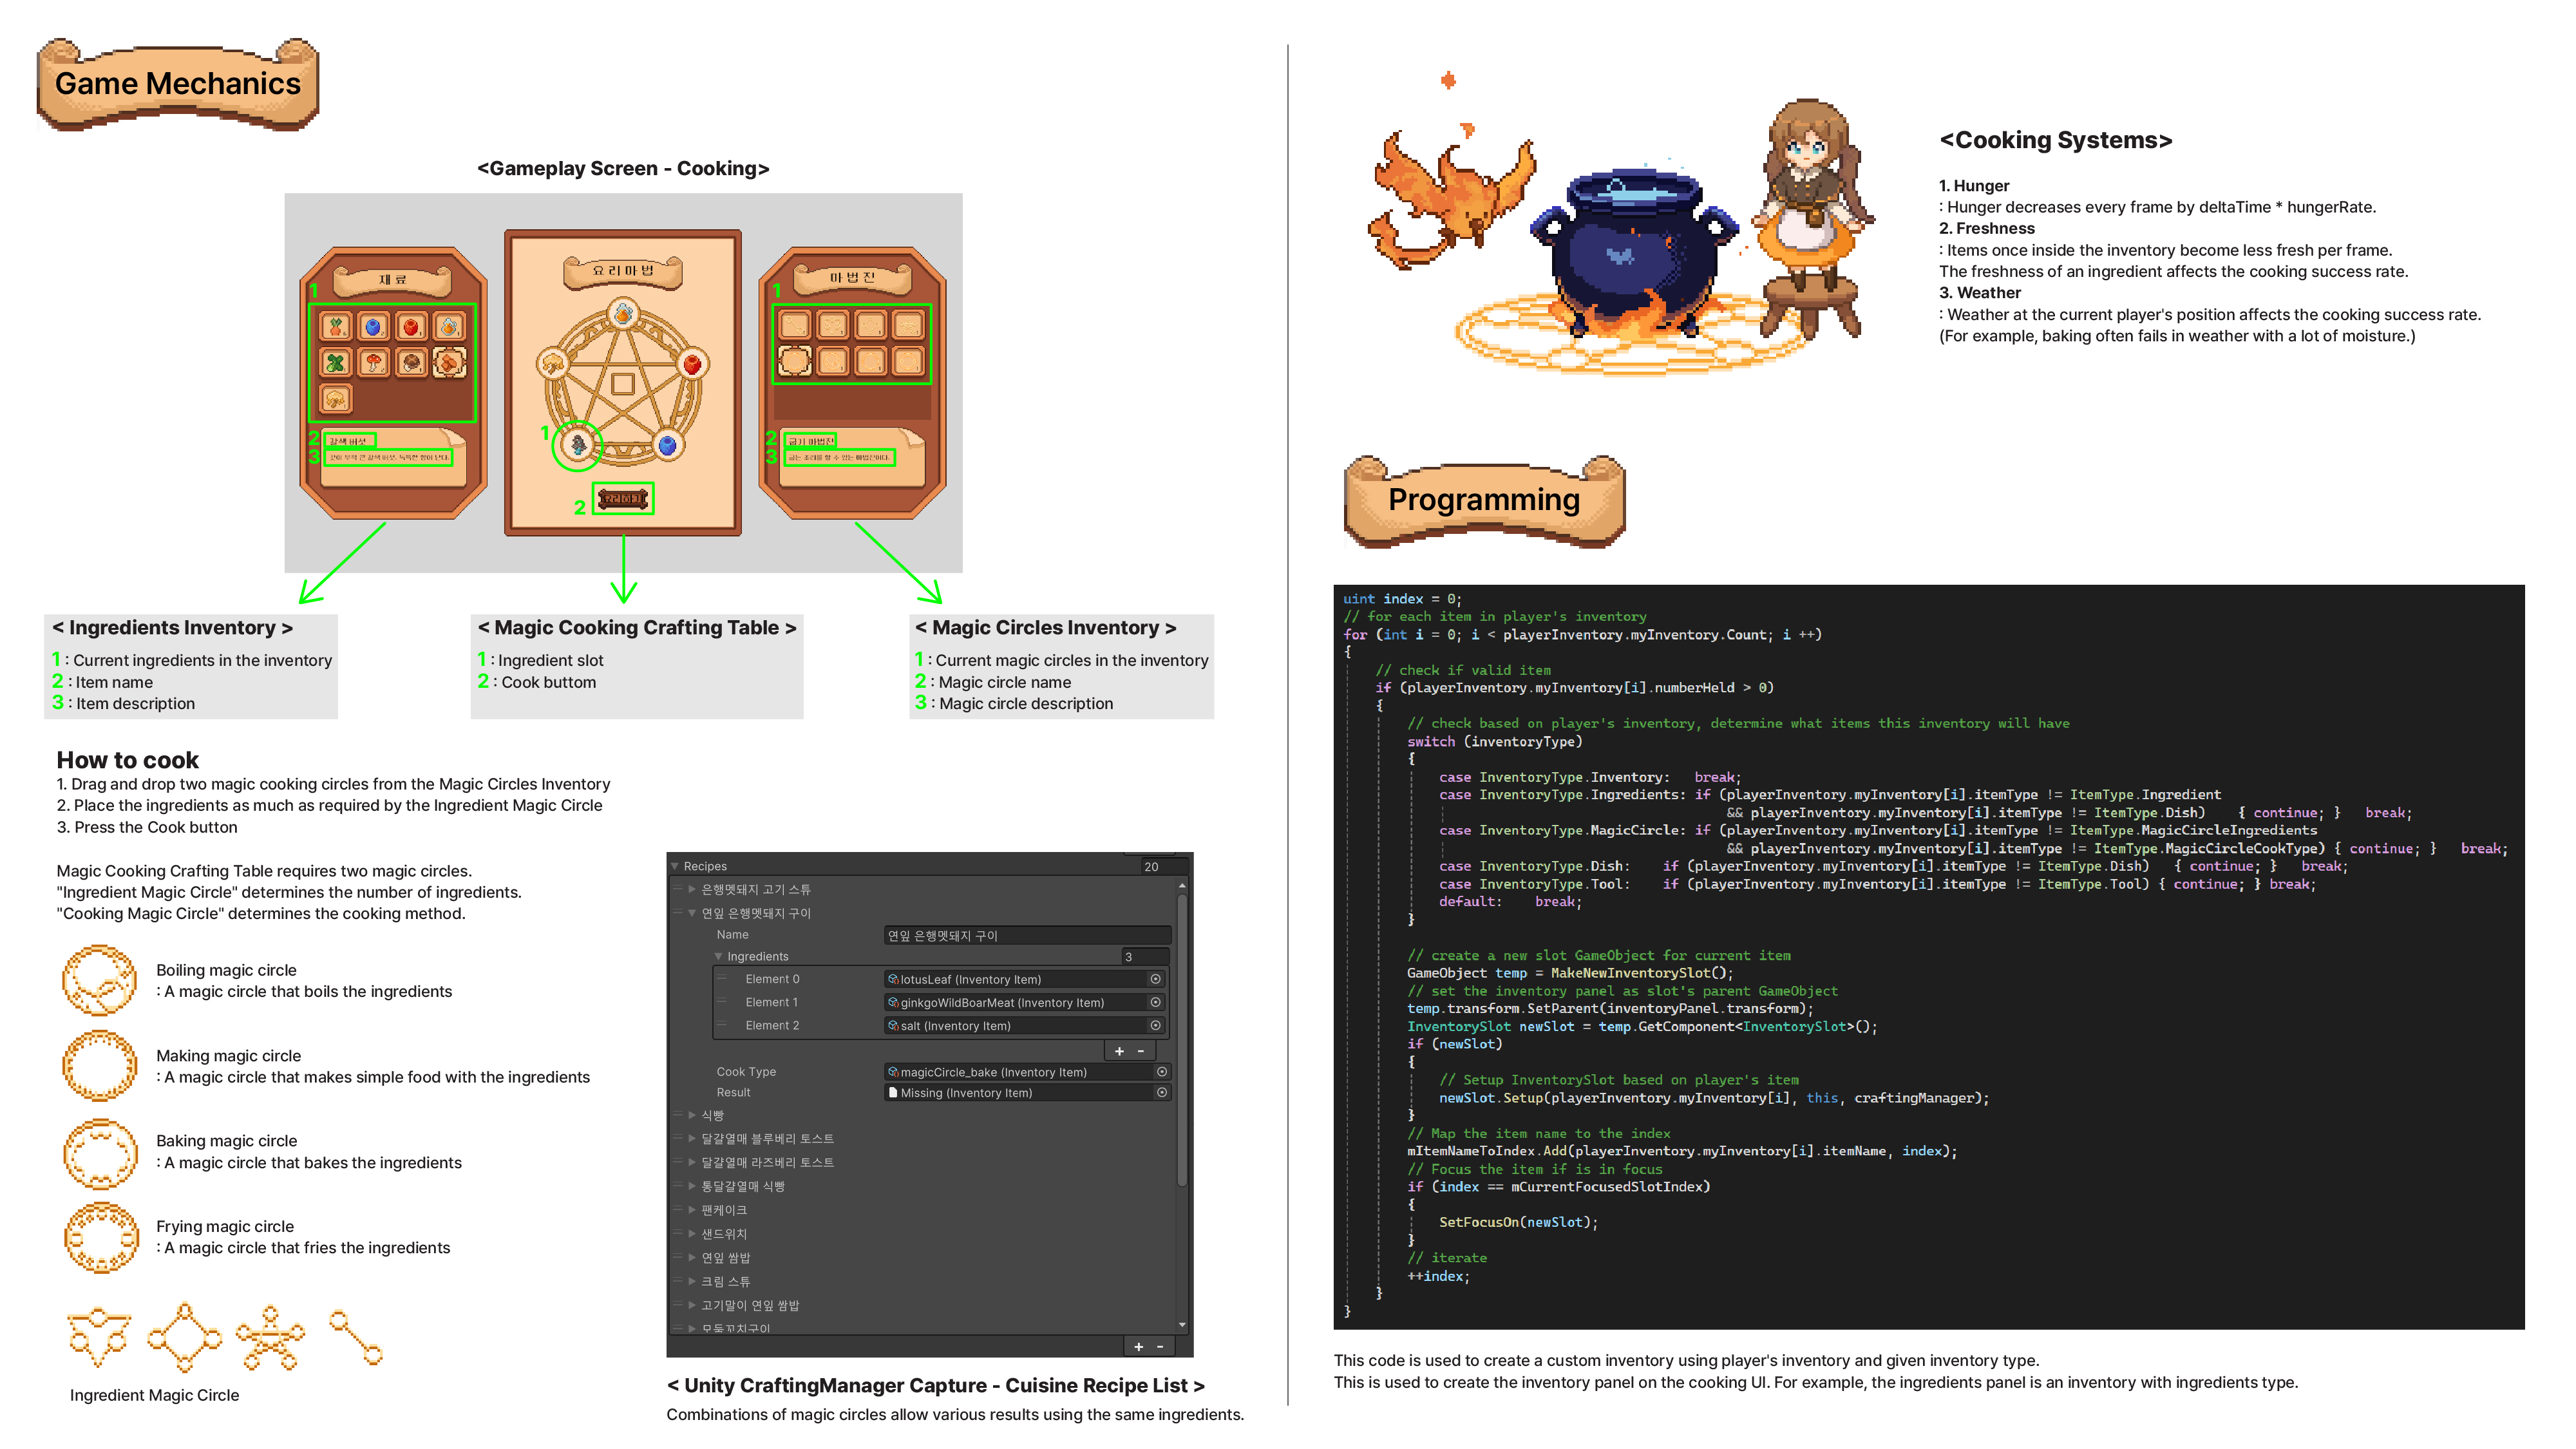 Game Mechanics
<Gameplay Screen - Cooking>
재료
요리마법
마법진
1
1
1
2
갈색 버섯
3
2
요리하기
2
굽기 마법진
3
굽는 조리를 할 수 있는 마법진이다.
< Ingredients Inventory >
1 : Current ingredients in the inventory
2 : Item name
3 : Item description
< Magic Cooking Crafting Table >
1 : Ingredient slot
2 : Cook buttom
< Magic Circles Inventory >
1 : Current magic circles in the inventory
2 : Magic circle name
3 : Magic circle description
How to cook
1. Drag and drop two magic cooking circles from the Magic Circles Inventory
2. Place the ingredients as much as required by the Ingredient Magic Circle
3. Press the Cook button
Magic Cooking Crafting Table requires two magic circles.
"Ingredient Magic Circle" determines the number of ingredients.
"Cooking Magic Circle" determines the cooking method.
Boiling magic circle
: A magic circle that boils the ingredients
Making magic circle
: A magic circle that makes simple food with the ingredients
Baking magic circle
: A magic circle that bakes the ingredients
Frying magic circle
: A magic circle that fries the ingredients
Ingredient Magic Circle
Recipes 20
은행멧돼지 고기 스튜
연잎 은행멧돼지 구이
Name 연잎 은행멧돼지 구이
Ingredients 3
Element 0 lotusLeaf (Inventory Item)
Element 1 ginkgoWildBoarMeat (Inventory Item)
Element 2 salt (Inventory Item)
+ -
Cook Type magicCircle_bake (Inventory Item)
Result Missing (Inventory Item)
식빵
달걀열매 블루베리 토스트
달걀열매 라즈베리 토스트
통달걀열매 식빵
팬케이크
샌드위치
연잎 쌈밥
크림 스튜
고기말이 연잎 쌈밥
모둠꼬치구이
+ -
< Unity CraftingManager Capture - Cuisine Recipe List >
Combinations of magic circles allow various results using the same ingredients.
<Cooking Systems>
1. Hunger
: Hunger decreases every frame by deltaTime * hungerRate.
2. Freshness
: Items once inside the inventory become less fresh per frame.
The freshness of an ingredient affects the cooking success rate.
3. Weather
: Weather at the current player's position affects the cooking success rate.
(For example, baking often fails in weather with a lot of moisture.)
Programming
uint index = 0;
// for each item in player's inventory
for (int i = 0; i < playerInventory.myInventory.Count; i ++)
{
// check if valid item
if (playerInventory.myInventory[i].numberHeld > 0)
{
// check based on player's inventory, determine what items this inventory will have
switch (inventoryType)
{
case InventoryType.Inventory: break;
case InventoryType.Ingredients: if (playerInventory.myInventory[i].itemType != ItemType.Ingredient
&& playerInventory.myInventory[i].itemType != ItemType.Dish) { continue; } break;
case InventoryType.MagicCircle: if (playerInventory.myInventory[i].itemType != ItemType.MagicCircleIngredients
&& playerInventory.myInventory[i].itemType != ItemType.MagicCircleCookType) { continue; } break;
case InventoryType.Dish: if (playerInventory.myInventory[i].itemType != ItemType.Dish) { continue; } break;
case InventoryType.Tool: if (playerInventory.myInventory[i].itemType != ItemType.Tool) { continue; } break;
default: break;
}
// create a new slot GameObject for current item
GameObject temp = MakeNewInventorySlot();
// set the inventory panel as slot's parent GameObject
temp.transform.SetParent(inventoryPanel.transform);
InventorySlot newSlot = temp.GetComponent<InventorySlot>();
if (newSlot)
{
// Setup InventorySlot based on player's item
newSlot.Setup(playerInventory.myInventory[i], this, craftingManager);
}
// Map the item name to the index
mItemNameToIndex.Add(playerInventory.myInventory[i].itemName, index);
// Focus the item if is in focus
if (index == mCurrentFocusedSlotIndex)
{
SetFocusOn(newSlot);
}
// iterate
++index;
}
}
This code is used to create a custom inventory using player's inventory and given inventory type.
This is used to create the inventory panel on the cooking UI. For example, the ingredients panel is an inventory with ingredients type.